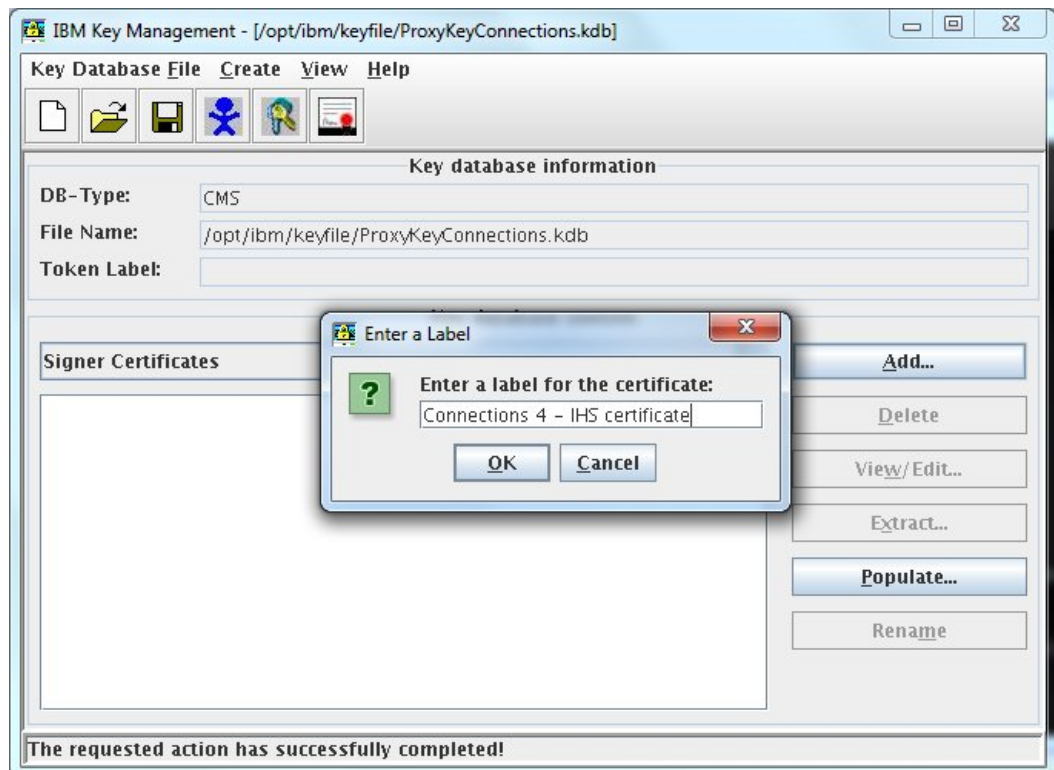 IBM Key Management - [/opt/ibm/keyfile/ProxyKeyConnections.kdb]
Key Database File Create View Help
Key database information
DB-Type: CMS
File Name: /opt/ibm/keyfile/ProxyKeyConnections.kdb
Token Label:
Enter a Label
Signer Certificates
Add...
Enter a label for the certificate:
Connections 4 - IHS certificate
Delete
OK Cancel
View/Edit...
Extract...
Populate...
Rename
The requested action has successfully completed!